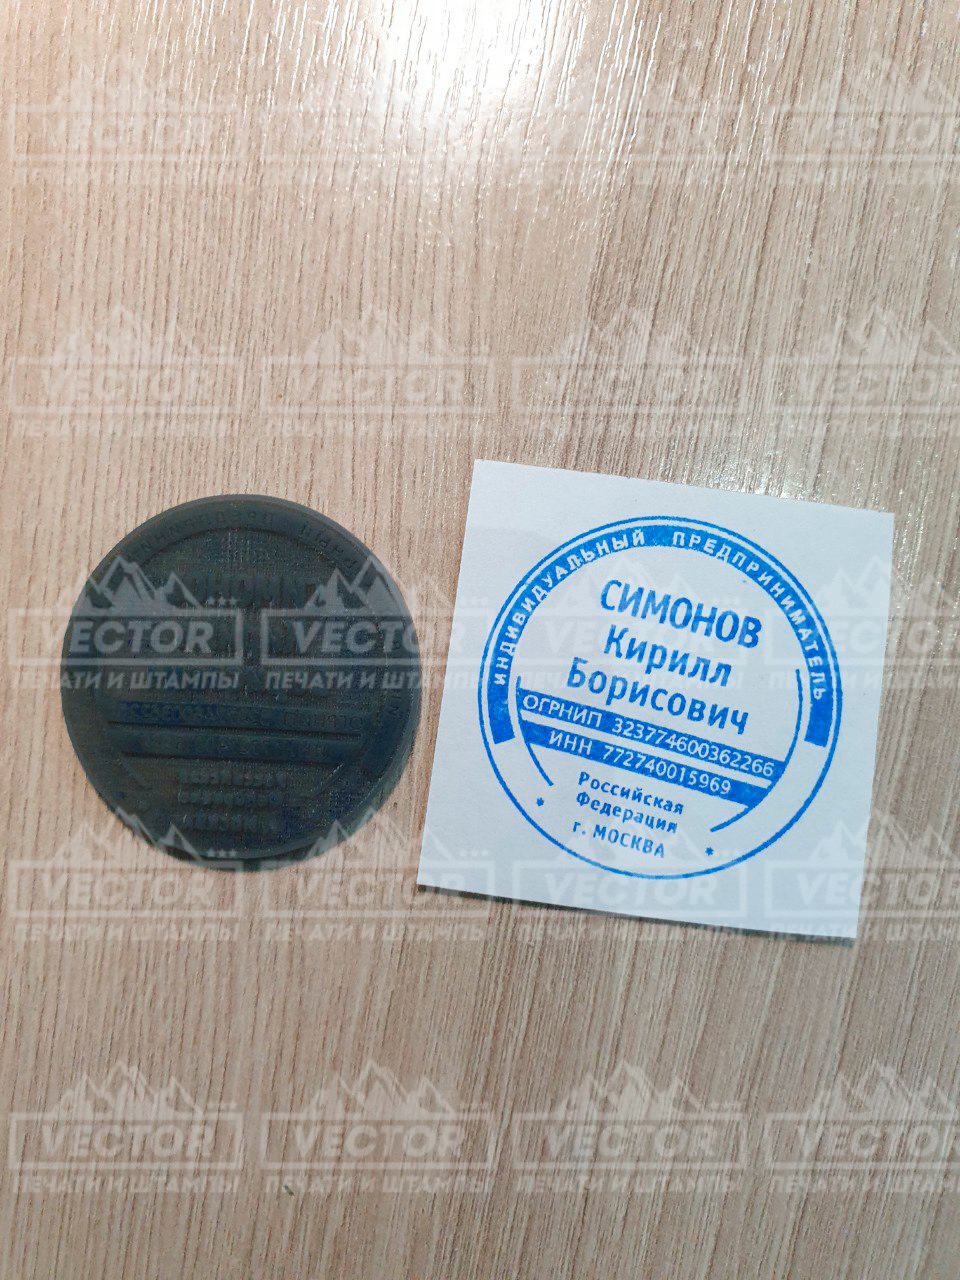 ИНДИВИДУАЛЬНЫЙ ПРЕДПРИНИМАТЕЛЬ
СИМОНОВ
Кирилл
Борисович
ОГРНИП 323774600362266
ИНН 772740015969
Российская
Федерация
г. МОСКВА
* *
VECTOR
ПЕЧАТИ И ШТАМПЫ